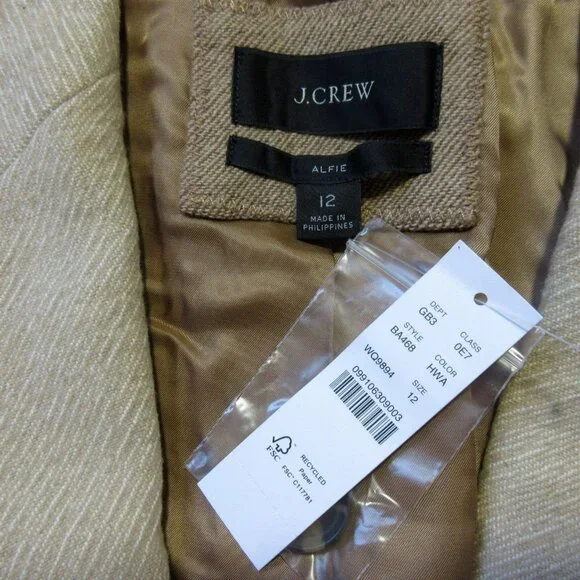 J.CREW
ALFIE
12
MADE IN
PHILIPPINES
DEPT CLASS
GB3 0E7
STYLE COLOR
BA468 HWA
SIZE
WQ9894 12
099106309003
FSC
RECYCLED
Paper
FSC® C117781